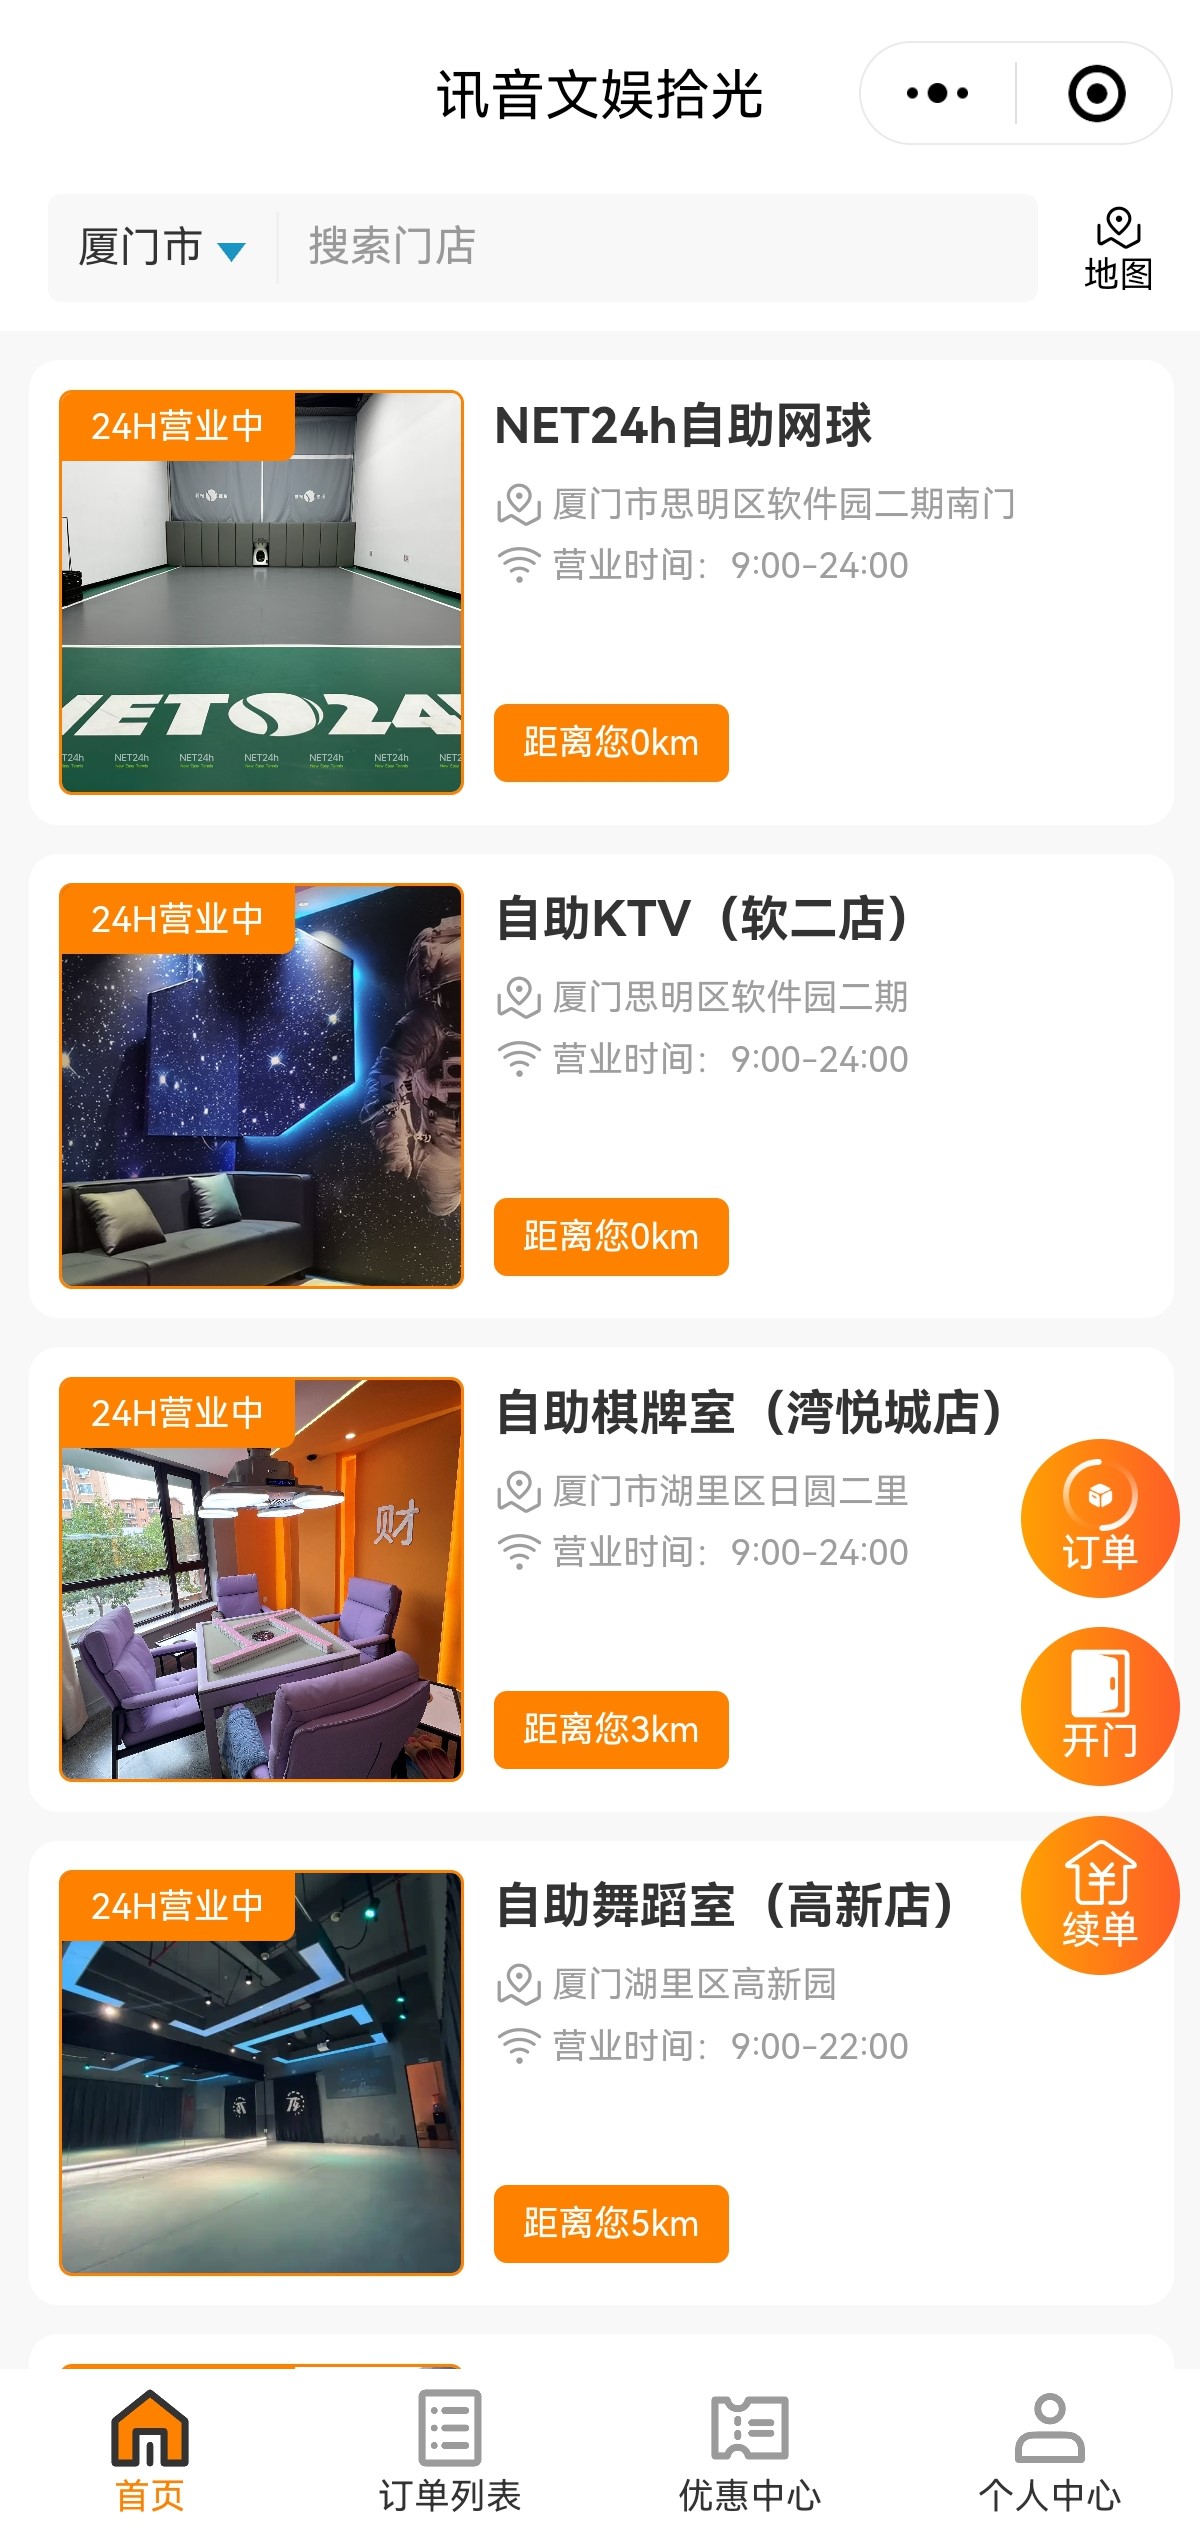 讯音文娱拾光
厦门市
搜索门店
地图
24H营业中
NET24h自助网球
厦门市思明区软件园二期南门
营业时间：9:00-24:00
NET24
NET24h NET24h NET24h NET24h NET24h
距离您0km
24H营业中
自助KTV（软二店）
厦门思明区软件园二期
营业时间：9:00-24:00
距离您0km
24H营业中
自助棋牌室（湾悦城店）
厦门市湖里区日圆二里
营业时间：9:00-24:00
财
距离您3km
订单
开门
续单
24H营业中
自助舞蹈室（高新店）
厦门湖里区高新园
营业时间：9:00-22:00
距离您5km
首页
订单列表
优惠中心
个人中心